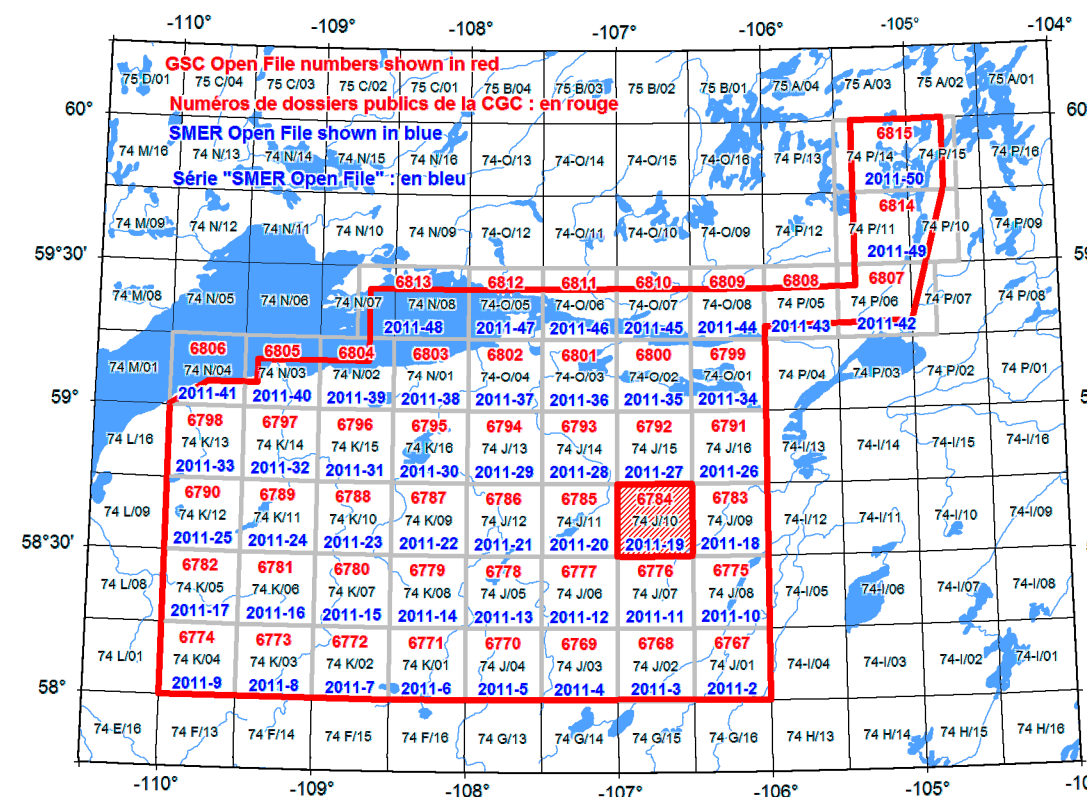 -110° -109° -108° -107° -106° -105° -104°
GSC Open File numbers shown in red
75 D/01 75 C/04 75 C/03 75 C/02 75 C/01 75 B/04 75 B/03 75 B/02 75 B/01 75 A/04 75 A/03 75 A/02 75 A/01
60° 60
Numéros de dossiers publics de la CGC : en rouge
SMER Open File shown in blue
6815
74 M/16 74 N/13 74 N/14 74 N/15 74 N/16 74-O/13 74-O/14 74-O/15 74-O/16 74 P/13 74 P/14 74 P/15 74 P/16
Série "SMER Open File" : en bleu
2011-50
6814
74 M/09 74 N/12 74 N/11 74 N/10 74 N/09 74-O/12 74-O/11 74-O/10 74-O/09 74 P/12 74 P/11 74 P/10 74 P/09
2011-49
59°30' 59
6813 6812 6811 6810 6809 6808 6807
74 M/08 74 N/05 74 N/06 74 N/07 74 N/08 74-O/05 74-O/06 74-O/07 74-O/08 74 P/05 74 P/06 74 P/07 74 P/08
2011-48 2011-47 2011-46 2011-45 2011-44 2011-43 2011-42
6806 6805 6804 6803 6802 6801 6800 6799
74 M/01 74 N/04 74 N/03 74 N/02 74 N/01 74-O/04 74-O/03 74-O/02 74-O/01 74 P/04 74 P/03 74 P/02 74 P/01
2011-41 2011-40 2011-39 2011-38 2011-37 2011-36 2011-35 2011-34
59° 5
6798 6797 6796 6795 6794 6793 6792 6791
74 L/16 74 K/13 74 K/14 74 K/15 74 K/16 74 J/13 74 J/14 74 J/15 74 J/16 74-I/13 74-I/14 74-I/15 74-I/16
2011-33 2011-32 2011-31 2011-30 2011-29 2011-28 2011-27 2011-26
6790 6789 6788 6787 6786 6785 6784 6783
74 L/09 74 K/12 74 K/11 74 K/10 74 K/09 74 J/12 74 J/11 74 J/10 74 J/09 74-I/12 74-I/11 74-I/10 74-I/09
2011-25 2011-24 2011-23 2011-22 2011-21 2011-20 2011-19 2011-18
58°30' 5
6782 6781 6780 6779 6778 6777 6776 6775
74 L/08 74 K/05 74 K/06 74 K/07 74 K/08 74 J/05 74 J/06 74 J/07 74 J/08 74-I/05 74-I/06 74-I/07 74-I/08
2011-17 2011-16 2011-15 2011-14 2011-13 2011-12 2011-11 2011-10
6774 6773 6772 6771 6770 6769 6768 6767
74 L/01 74 K/04 74 K/03 74 K/02 74 K/01 74 J/04 74 J/03 74 J/02 74 J/01 74-I/04 74-I/03 74-I/02 74-I/01
2011-9 2011-8 2011-7 2011-6 2011-5 2011-4 2011-3 2011-2
58°
74 E/16 74 F/13 74 F/14 74 F/15 74 F/16 74 G/13 74 G/14 74 G/15 74 G/16 74 H/13 74 H/14 74 H/15 74 H/16
-110° -109° -108° -107° -106° -105° -10